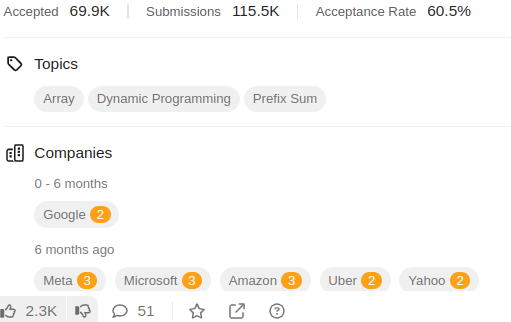 Accepted 69.9K Submissions 115.5K Acceptance Rate 60.5%
Topics
Array Dynamic Programming Prefix Sum
Companies
0 - 6 months
Google 2
6 months ago
Meta 3 Microsoft 3 Amazon 3 Uber 2 Yahoo 2
2.3K 51